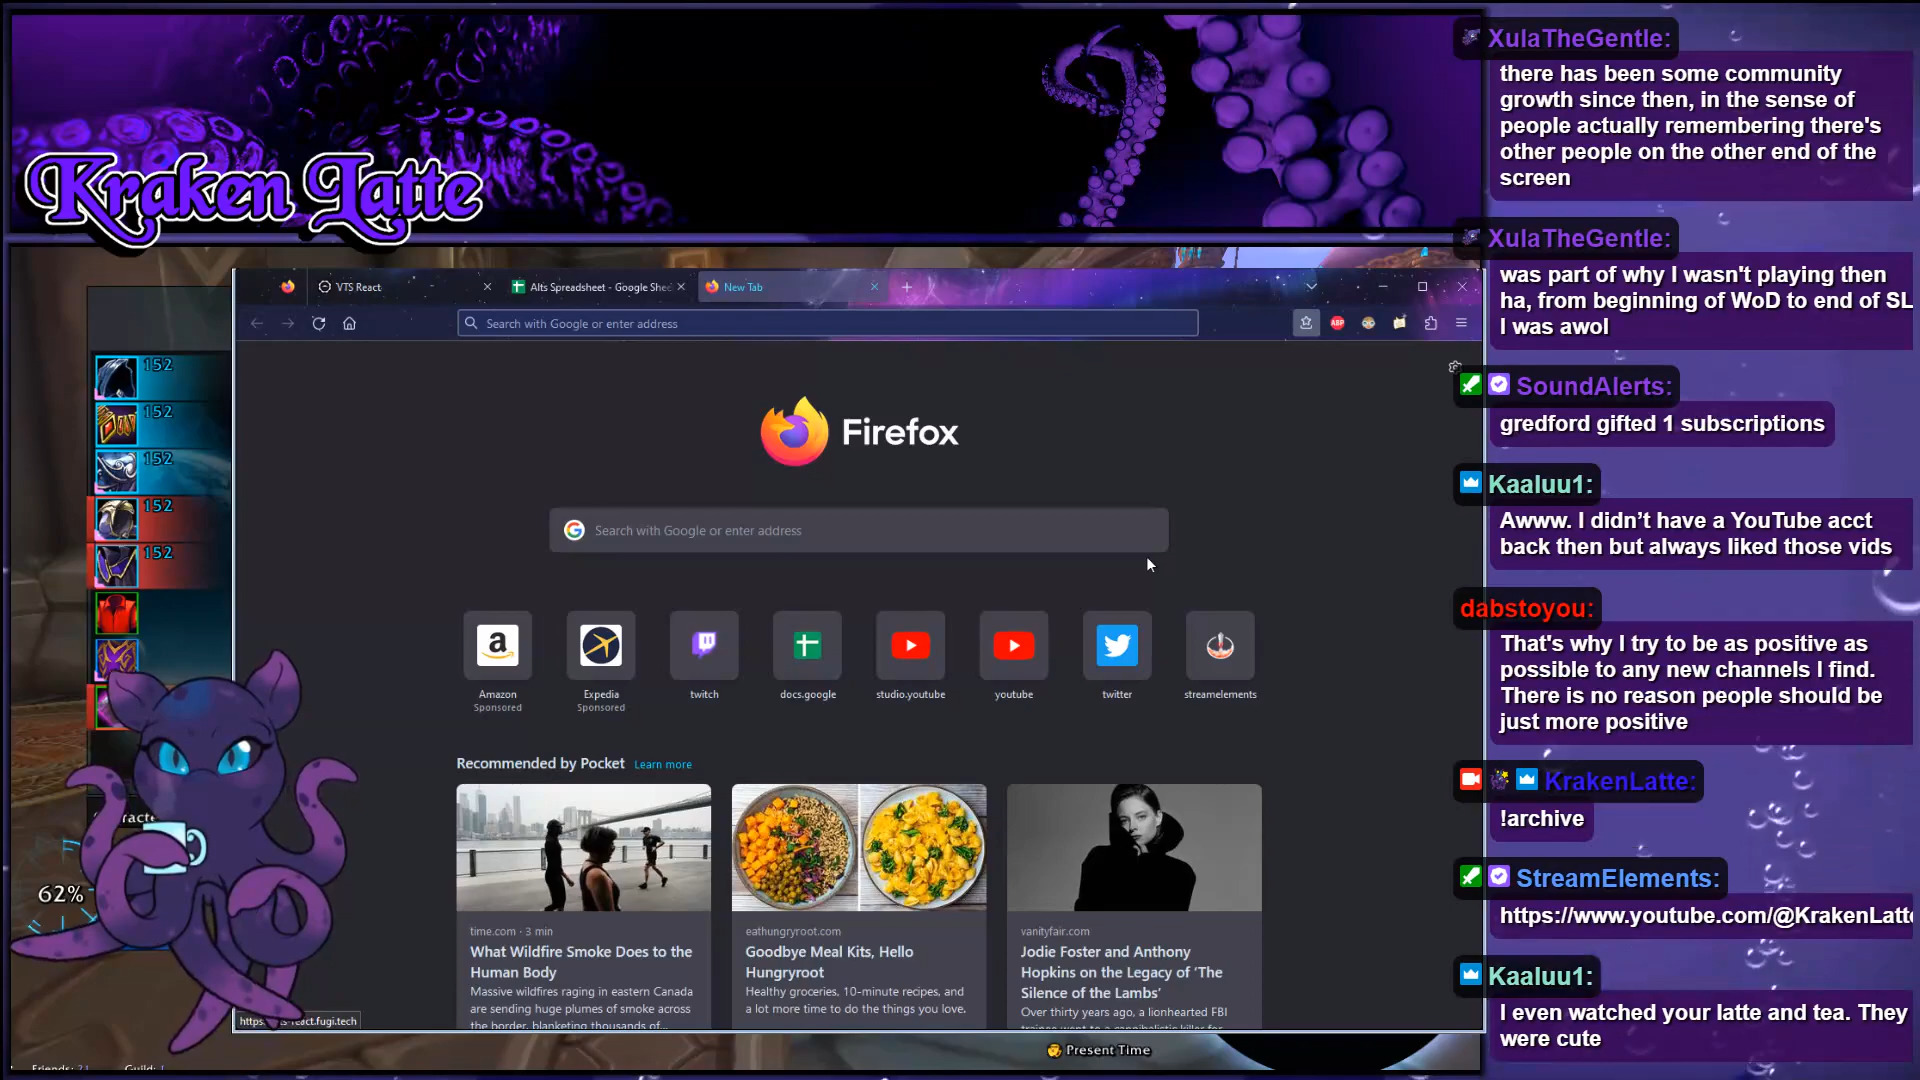 Kraken Latte
VTS React
Alts Spreadsheet - Google She
New Tab
Search with Google or enter address
ABP
152
152
152
152
152
Firefox
Search with Google or enter address
a
Amazon
Sponsored
Expedia
Sponsored
twitch
docs.google
studio.youtube
youtube
twitter
streamelements
Recommended by Pocket Learn more
time.com · 3 min
What Wildfire Smoke Does to the
Human Body
Massive wildfires raging in eastern Canada
are sending huge plumes of smoke across
the border, blanketing thousands of...
eathungryroot.com
Goodbye Meal Kits, Hello
Hungryroot
Healthy groceries, 10-minute recipes, and
a lot more time to do the things you love.
vanityfair.com
Jodie Foster and Anthony
Hopkins on the Legacy of ‘The
Silence of the Lambs’
Over thirty years ago, a lionhearted FBI
62%
Present Time
XulaTheGentle:
there has been some community
growth since then, in the sense of
people actually remembering there's
other people on the other end of the
screen
XulaTheGentle:
was part of why I wasn't playing then
ha, from beginning of WoD to end of SL
I was awol
SoundAlerts:
gredford gifted 1 subscriptions
Kaaluu1:
Awww. I didn’t have a YouTube acct
back then but always liked those vids
dabstoyou:
That's why I try to be as positive as
possible to any new channels I find.
There is no reason people should be
just more positive
KrakenLatte:
!archive
StreamElements:
https://www.youtube.com/@KrakenLatt
Kaaluu1:
I even watched your latte and tea. They
were cute